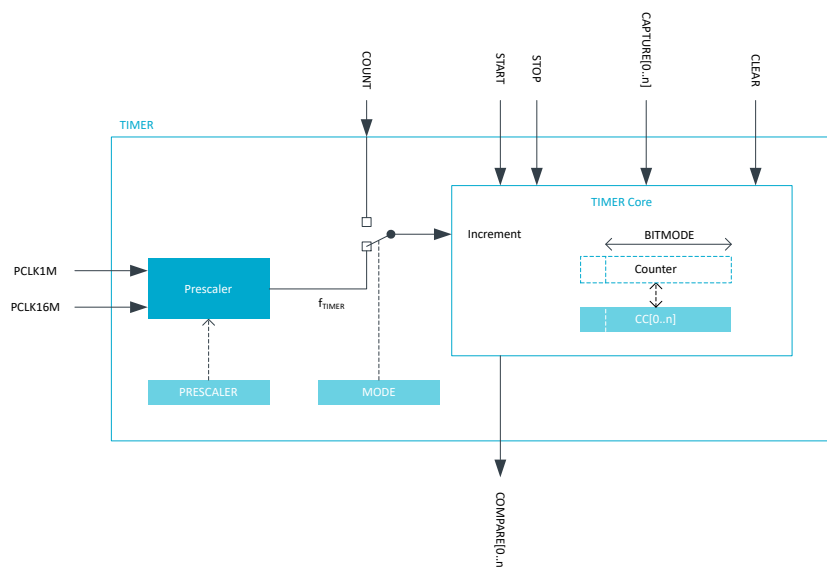 COUNT
START
STOP
CAPTURE[0..n]
CLEAR
TIMER
TIMER Core
Increment
BITMODE
Counter
CC[0..n]
PCLK1M
PCLK16M
Prescaler
fTIMER
PRESCALER
MODE
COMPARE[0..n